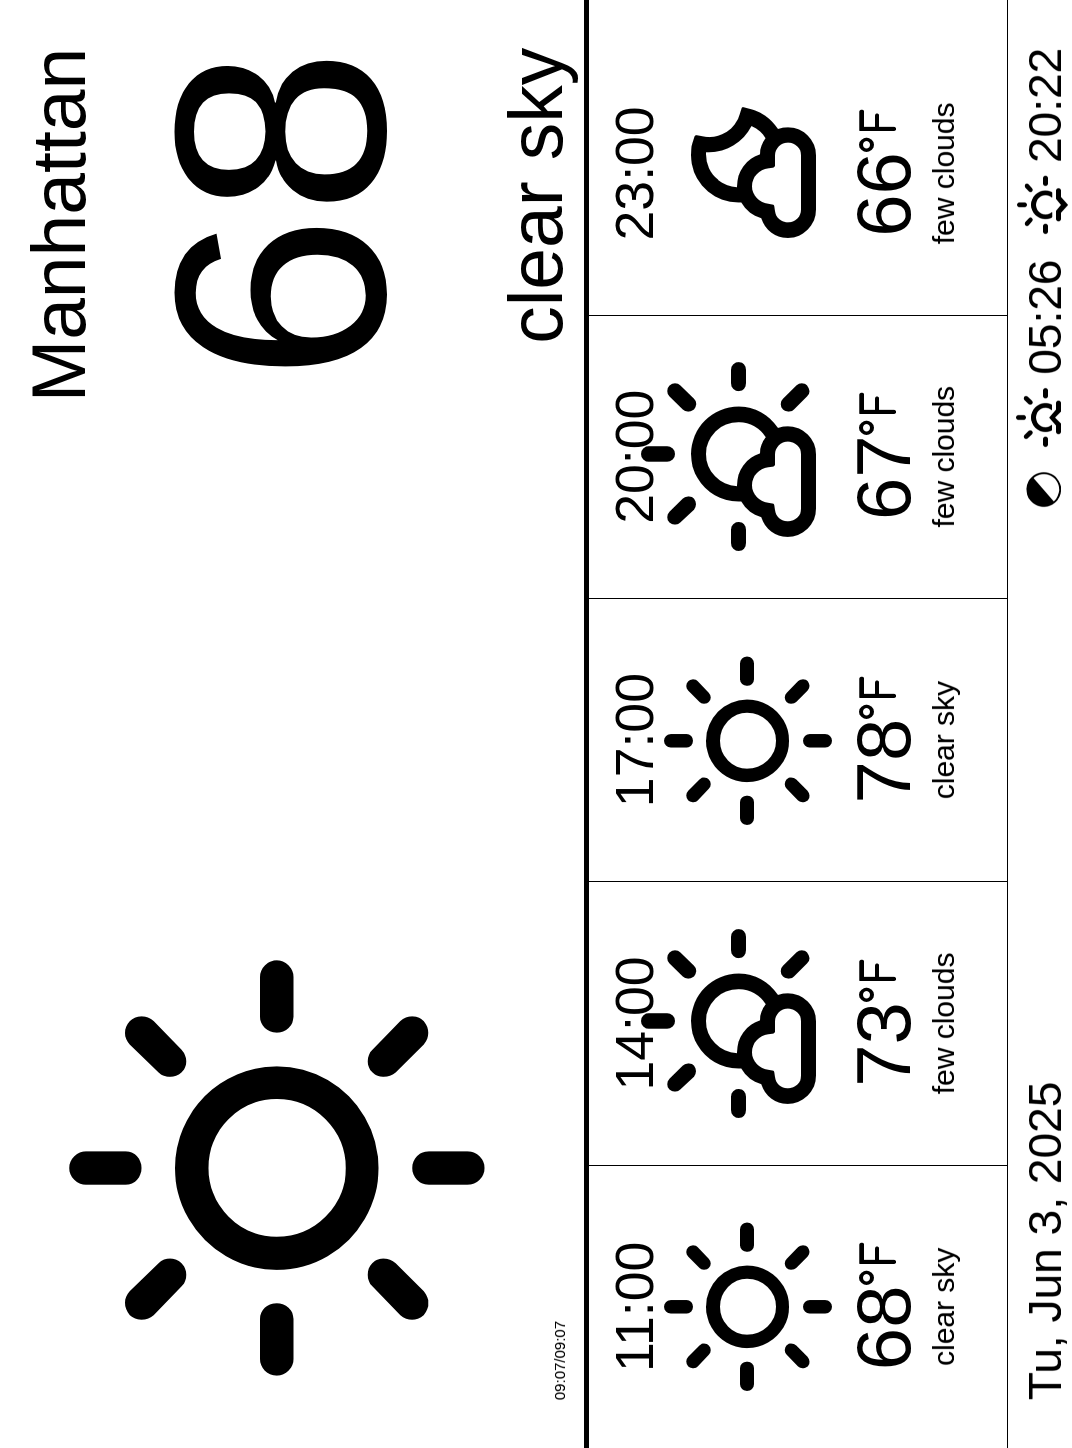 Manhattan
68
clear sky
09:07/09:07
11:00
68°F
clear sky
14:00
73°F
few clouds
17:00
78°F
clear sky
20:00
67°F
few clouds
23:00
66°F
few clouds
Tu, Jun 3, 2025
05:26 20:22